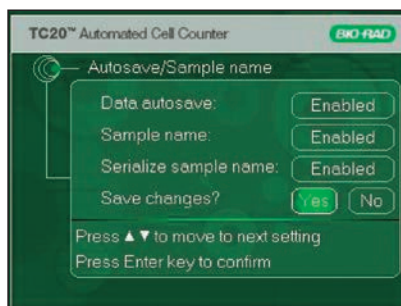 TC20™ Automated Cell Counter BIO-RAD
Autosave/Sample name
Data autosave: Enabled
Sample name: Enabled
Serialize sample name: Enabled
Save changes? Yes No
Press ▲▼ to move to next setting
Press Enter key to confirm